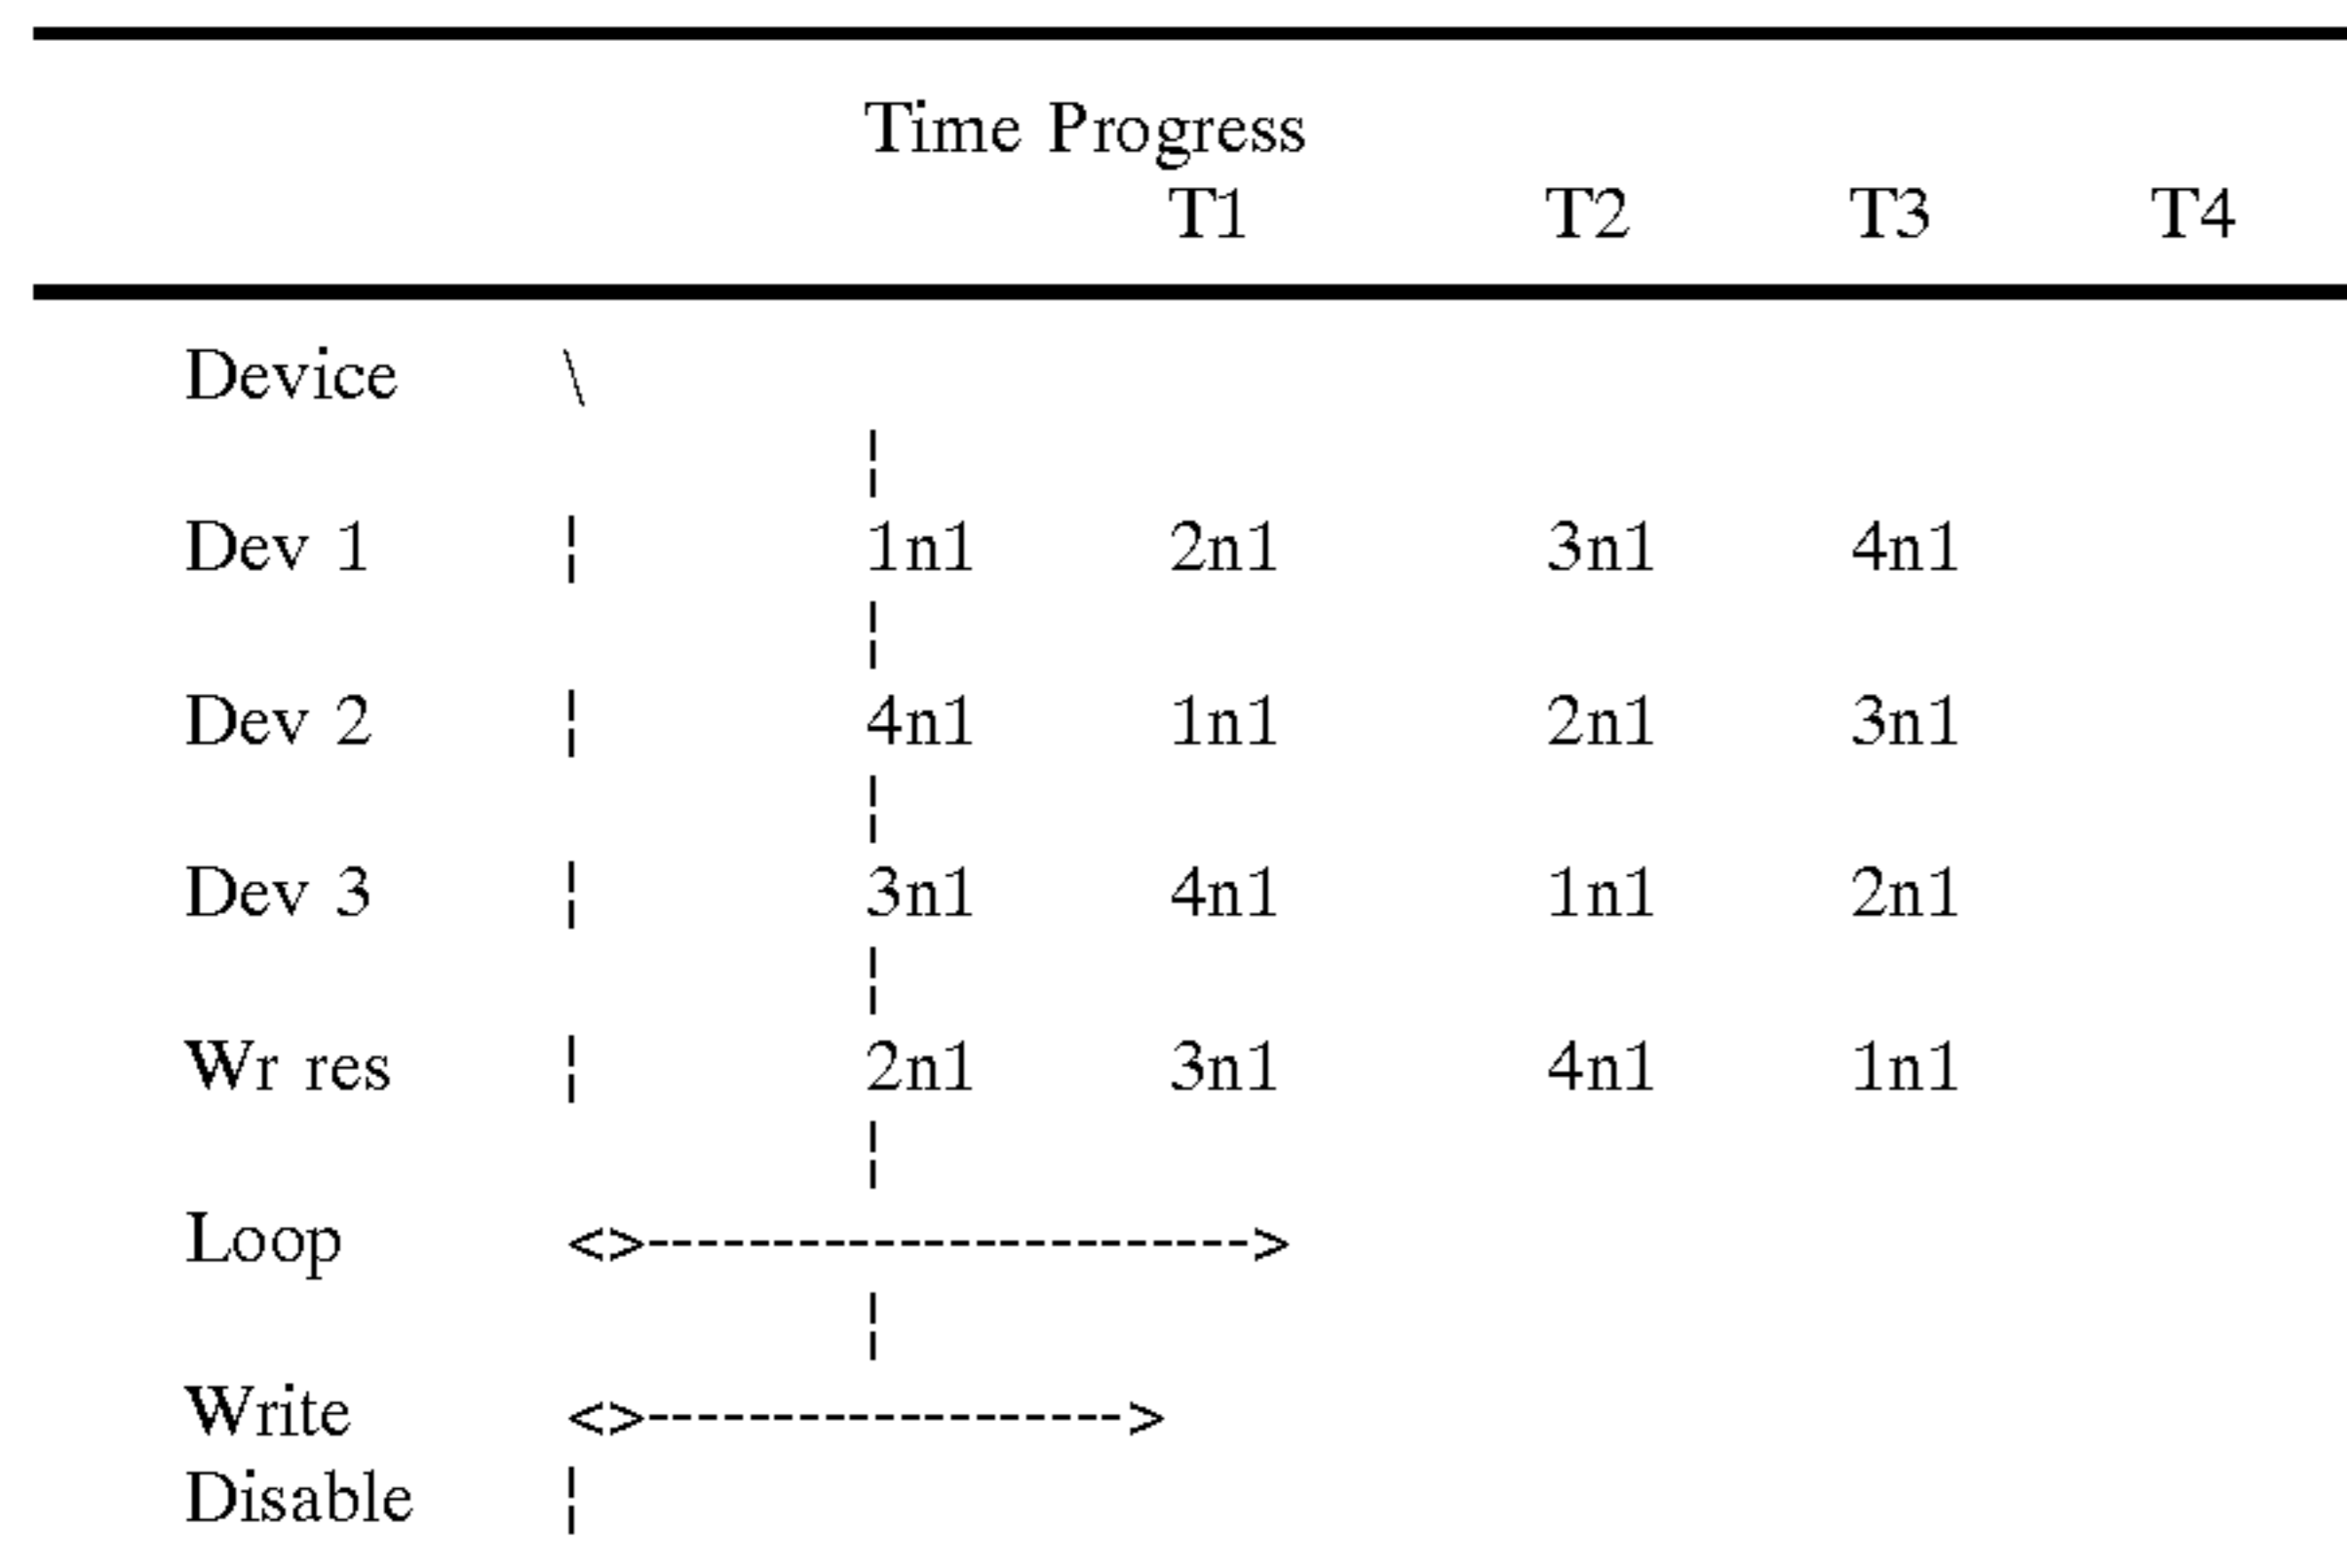 Time Progress
T1 T2 T3 T4
Device \
¦
Dev 1 ¦ 1n1 2n1 3n1 4n1
¦
Dev 2 ¦ 4n1 1n1 2n1 3n1
¦
Dev 3 ¦ 3n1 4n1 1n1 2n1
¦
Wr res ¦ 2n1 3n1 4n1 1n1
¦
Loop <>------------------------>
¦
Write <>------------------->
Disable ¦